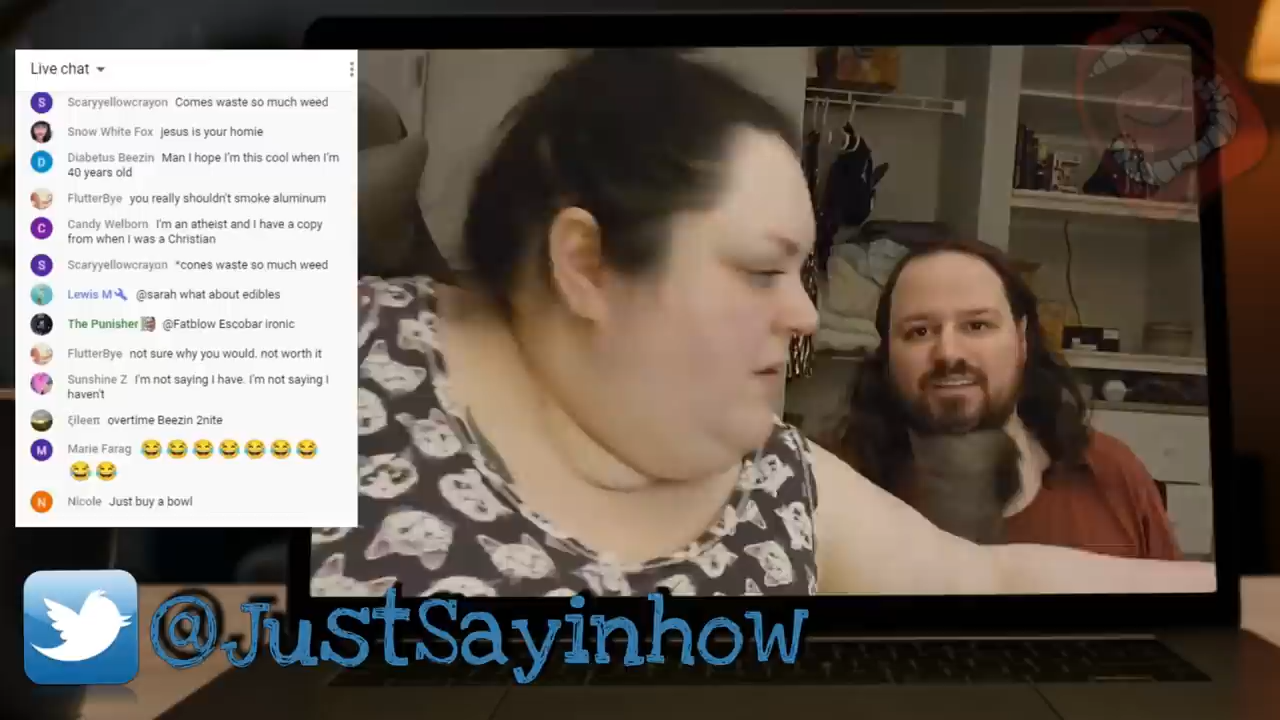 Live chat
Scaryyellowcrayon Comes waste so much weed
Snow White Fox jesus is your homie
Diabetus Beezin Man I hope I'm this cool when I'm
40 years old
FlutterBye you really shouldn't smoke aluminum
Candy Welborn I'm an atheist and I have a copy
from when I was a Christian
Scaryyellowcrayon *cones waste so much weed
Lewis M🔧 @sarah what about edibles
The Punisher @Fatblow Escobar ironic
FlutterBye not sure why you would. not worth it
Sunshine Z I'm not saying I have. I'm not saying I
haven't
ξileeπ overtime Beezin 2nite
Marie Farag 😂😂😂😂😂😂😂
😂😂
Nicole Just buy a bowl
@JustSayinhow